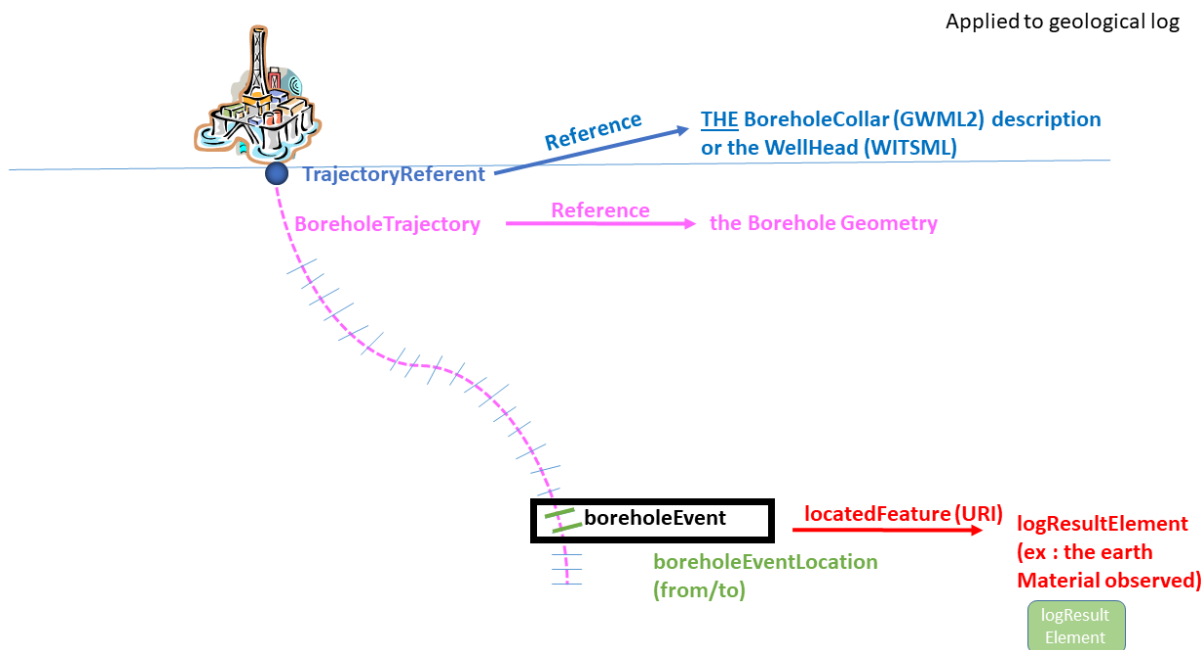 Applied to geological log
Reference
THE BoreholeCollar (GWML2) description
or the WellHead (WITSML)
TrajectoryReferent
BoreholeTrajectory
Reference
the Borehole Geometry
boreholeEvent
locatedFeature (URI)
logResultElement
(ex : the earth
Material observed)
boreholeEventLocation
(from/to)
logResult
Element